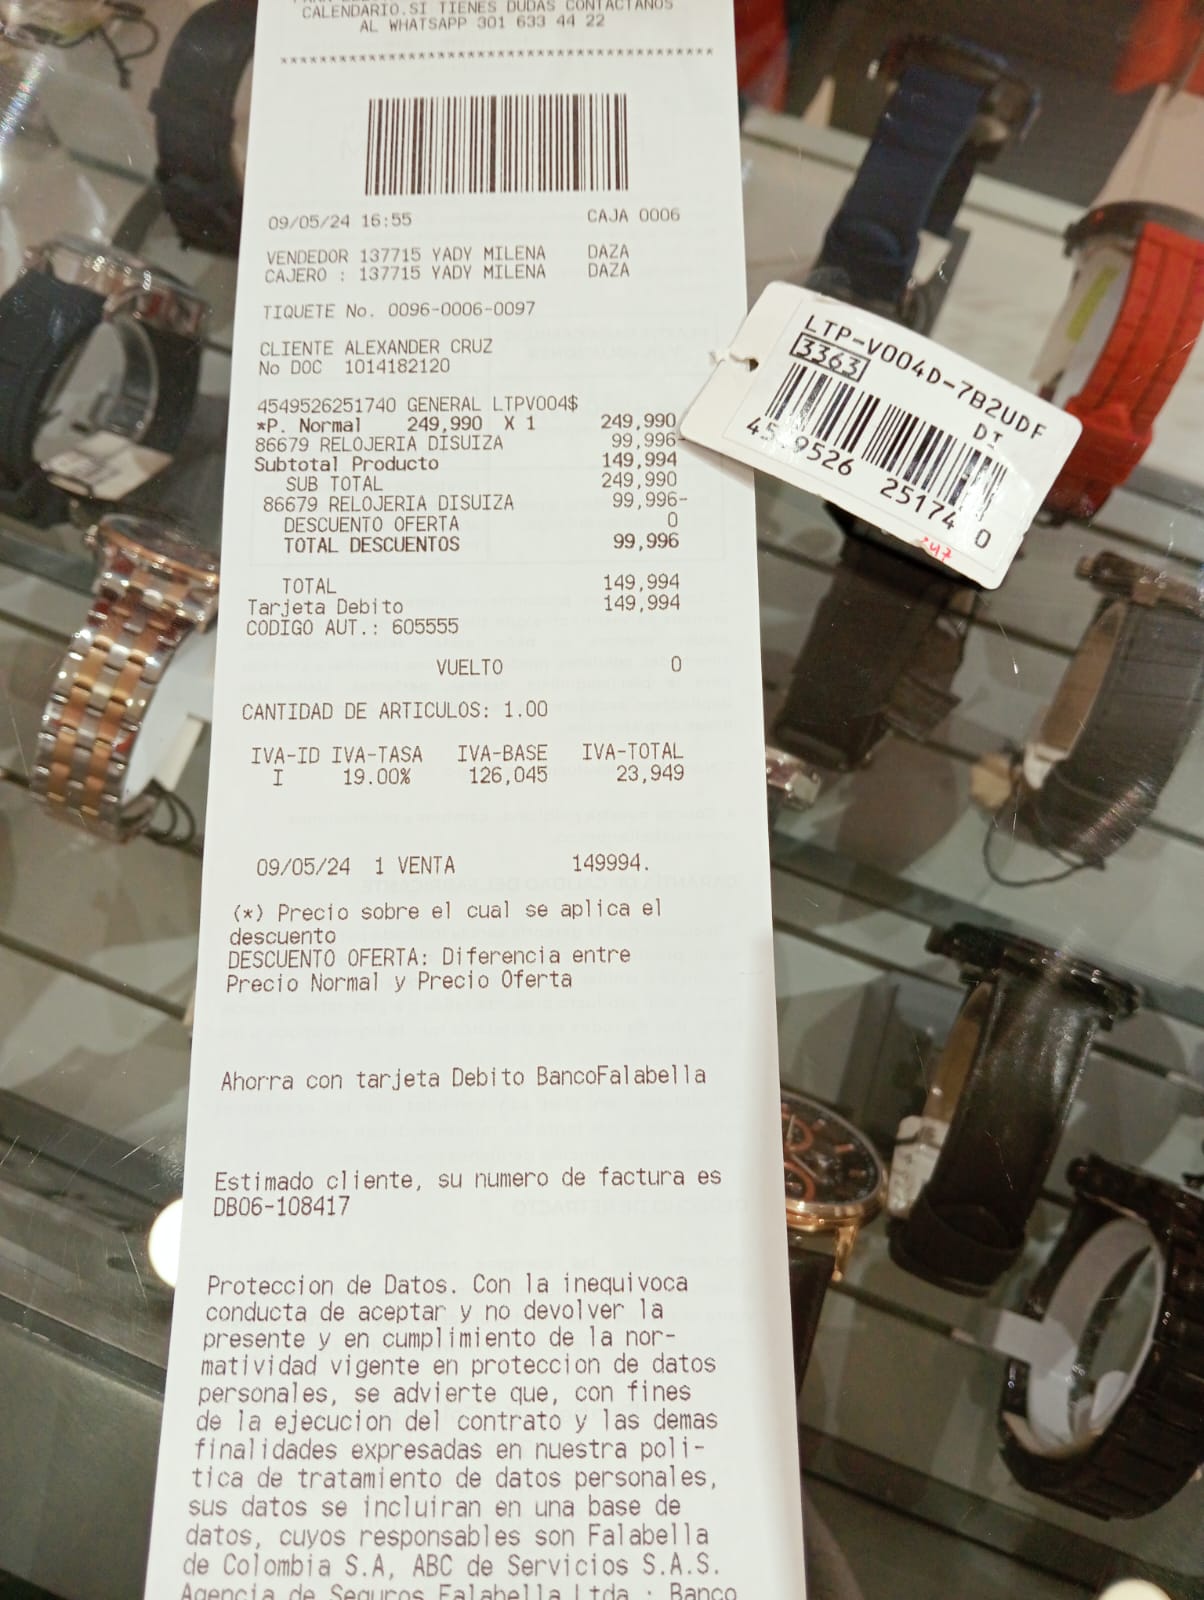 CALENDARIO.SI TIENES DUDAS CONTACTANOS
AL WHATSAPP 301 633 44 22
09/05/24 16:55 CAJA 0006
VENDEDOR 137715 YADY MILENA DAZA
CAJERO : 137715 YADY MILENA DAZA
TIQUETE No. 0096-0006-0097
CLIENTE ALEXANDER CRUZ
No DOC 1014182120
4549526251740 GENERAL LTPV004$
*P. Normal 249,990 X 1 249,990
86679 RELOJERIA DISUIZA 99,996-
Subtotal Producto 149,994
SUB TOTAL 249,990
86679 RELOJERIA DISUIZA 99,996-
DESCUENTO OFERTA 0
TOTAL DESCUENTOS 99,996
TOTAL 149,994
Tarjeta Debito 149,994
CODIGO AUT.: 605555
VUELTO 0
CANTIDAD DE ARTICULOS: 1.00
IVA-ID IVA-TASA IVA-BASE IVA-TOTAL
I 19.00% 126,045 23,949
09/05/24 1 VENTA 149994.
(*) Precio sobre el cual se aplica el
descuento
DESCUENTO OFERTA: Diferencia entre
Precio Normal y Precio Oferta
Ahorra con tarjeta Debito BancoFalabella
Estimado cliente, su numero de factura es
DB06-108417
Proteccion de Datos. Con la inequivoca
conducta de aceptar y no devolver la
presente y en cumplimiento de la nor-
matividad vigente en proteccion de datos
personales, se advierte que, con fines
de la ejecucion del contrato y las demas
finalidades expresadas en nuestra poli-
tica de tratamiento de datos personales,
sus datos se incluiran en una base de
datos, cuyos responsables son Falabella
de Colombia S.A, ABC de Servicios S.A.S.
Agencia de Seguros Falabella Ltda · Banco
LTP-V004D-7B2UDF
3363 DI
4549526 251740
247